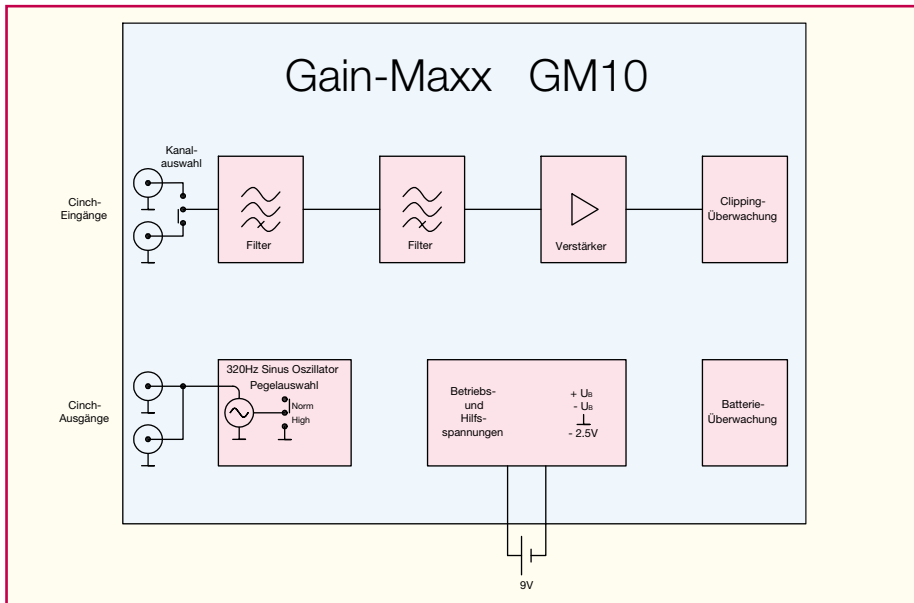 Gain-Maxx GM10
Kanal-
auswahl
Cinch-
Eingänge
Filter
Filter
Verstärker
Clipping-
Überwachung
Cinch-
Ausgänge
320Hz Sinus Oszillator
Pegelauswahl
Norm
High
Betriebs-
und
Hilfs-
spannungen
+ UB
- UB
- 2.5V
Batterie-
Überwachung
9V